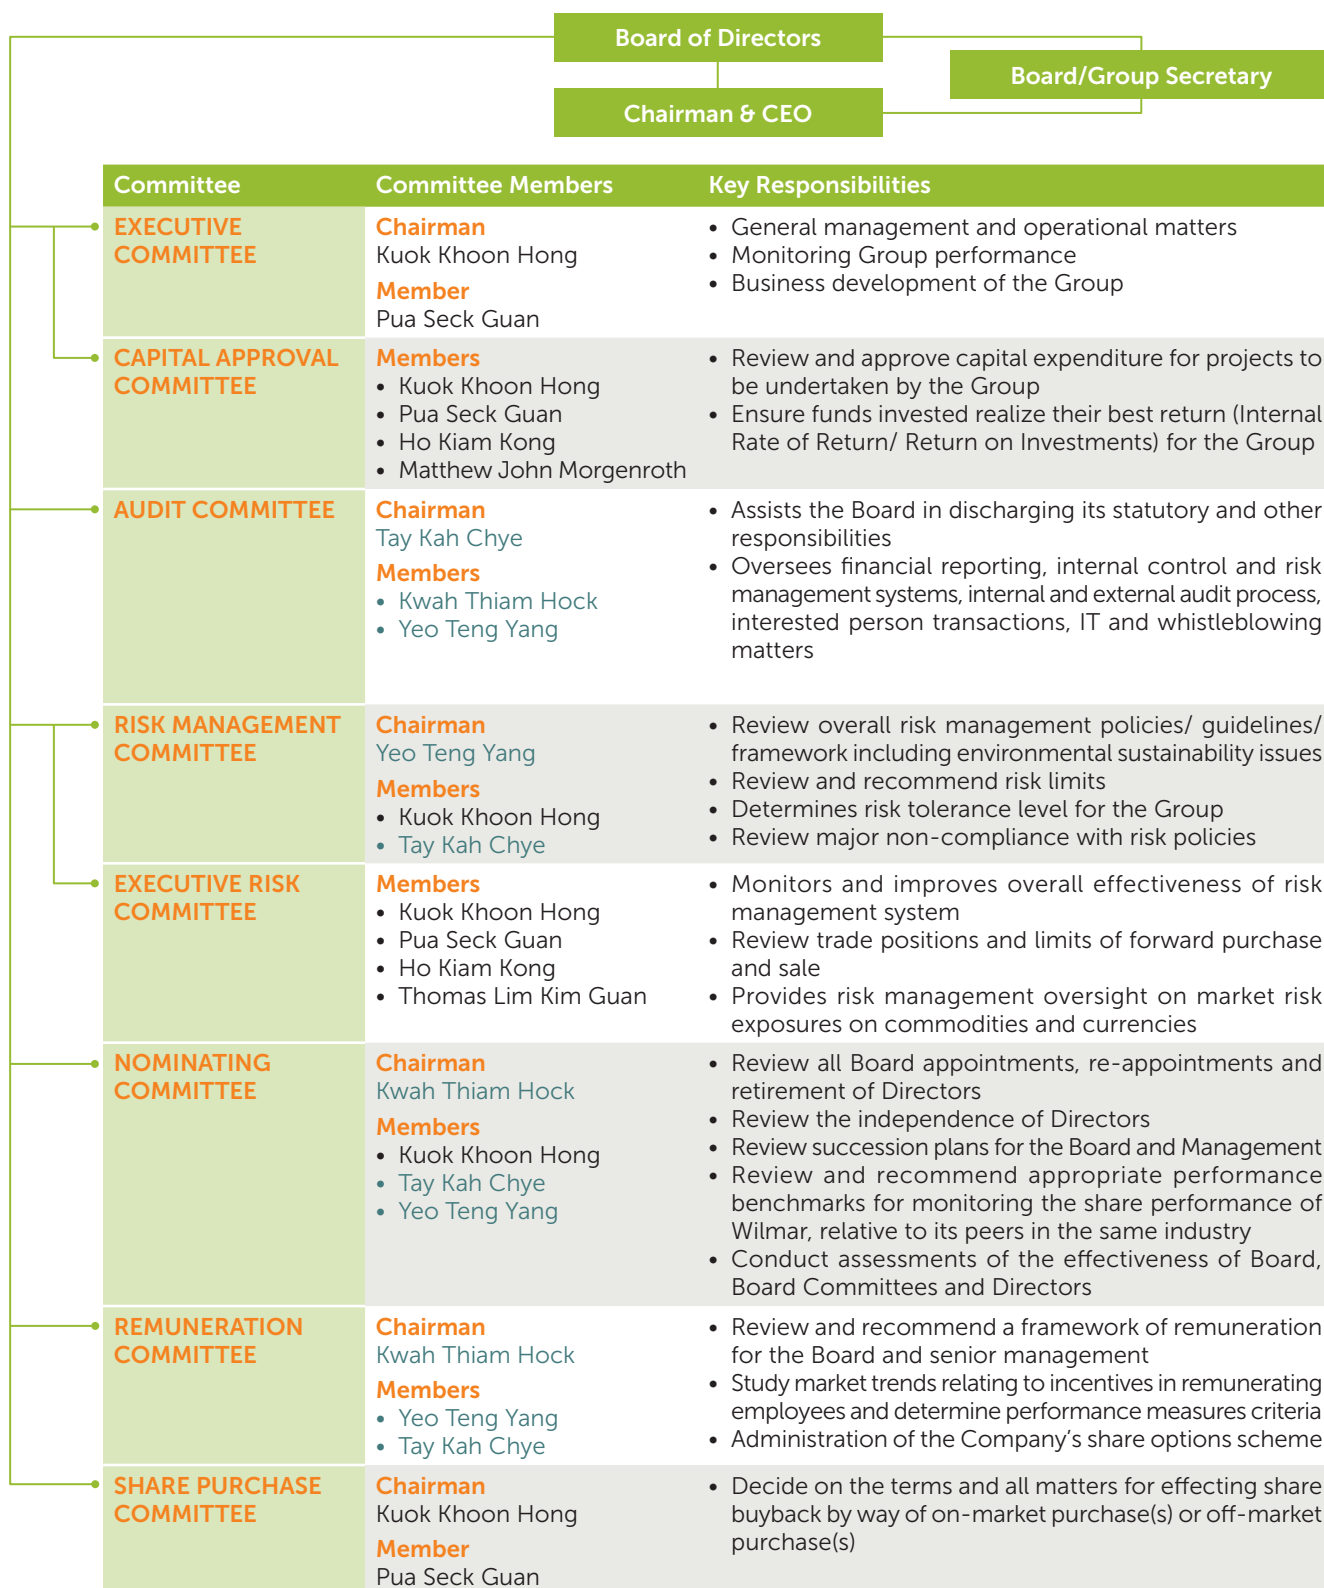 Board of Directors
Board/Group Secretary
Chairman & CEO
Committee
Committee Members
Key Responsibilities
EXECUTIVE
COMMITTEE
Chairman
Kuok Khoon Hong
Member
Pua Seck Guan
• General management and operational matters
• Monitoring Group performance
• Business development of the Group
CAPITAL APPROVAL
COMMITTEE
Members
• Kuok Khoon Hong
• Pua Seck Guan
• Ho Kiam Kong
• Matthew John Morgenroth
• Review and approve capital expenditure for projects to
be undertaken by the Group
• Ensure funds invested realize their best return (Internal
Rate of Return/ Return on Investments) for the Group
AUDIT COMMITTEE
Chairman
Tay Kah Chye
Members
• Kwah Thiam Hock
• Yeo Teng Yang
• Assists the Board in discharging its statutory and other
responsibilities
• Oversees financial reporting, internal control and risk
management systems, internal and external audit process,
interested person transactions, IT and whistleblowing
matters
RISK MANAGEMENT
COMMITTEE
Chairman
Yeo Teng Yang
Members
• Kuok Khoon Hong
• Tay Kah Chye
• Review overall risk management policies/ guidelines/
framework including environmental sustainability issues
• Review and recommend risk limits
• Determines risk tolerance level for the Group
• Review major non-compliance with risk policies
EXECUTIVE RISK
COMMITTEE
Members
• Kuok Khoon Hong
• Pua Seck Guan
• Ho Kiam Kong
• Thomas Lim Kim Guan
• Monitors and improves overall effectiveness of risk
management system
• Review trade positions and limits of forward purchase
and sale
• Provides risk management oversight on market risk
exposures on commodities and currencies
NOMINATING
COMMITTEE
Chairman
Kwah Thiam Hock
Members
• Kuok Khoon Hong
• Tay Kah Chye
• Yeo Teng Yang
• Review all Board appointments, re-appointments and
retirement of Directors
• Review the independence of Directors
• Review succession plans for the Board and Management
• Review and recommend appropriate performance
benchmarks for monitoring the share performance of
Wilmar, relative to its peers in the same industry
• Conduct assessments of the effectiveness of Board,
Board Committees and Directors
REMUNERATION
COMMITTEE
Chairman
Kwah Thiam Hock
Members
• Yeo Teng Yang
• Tay Kah Chye
• Review and recommend a framework of remuneration
for the Board and senior management
• Study market trends relating to incentives in remunerating
employees and determine performance measures criteria
• Administration of the Company's share options scheme
SHARE PURCHASE
COMMITTEE
Chairman
Kuok Khoon Hong
Member
Pua Seck Guan
• Decide on the terms and all matters for effecting share
buyback by way of on-market purchase(s) or off-market
purchase(s)